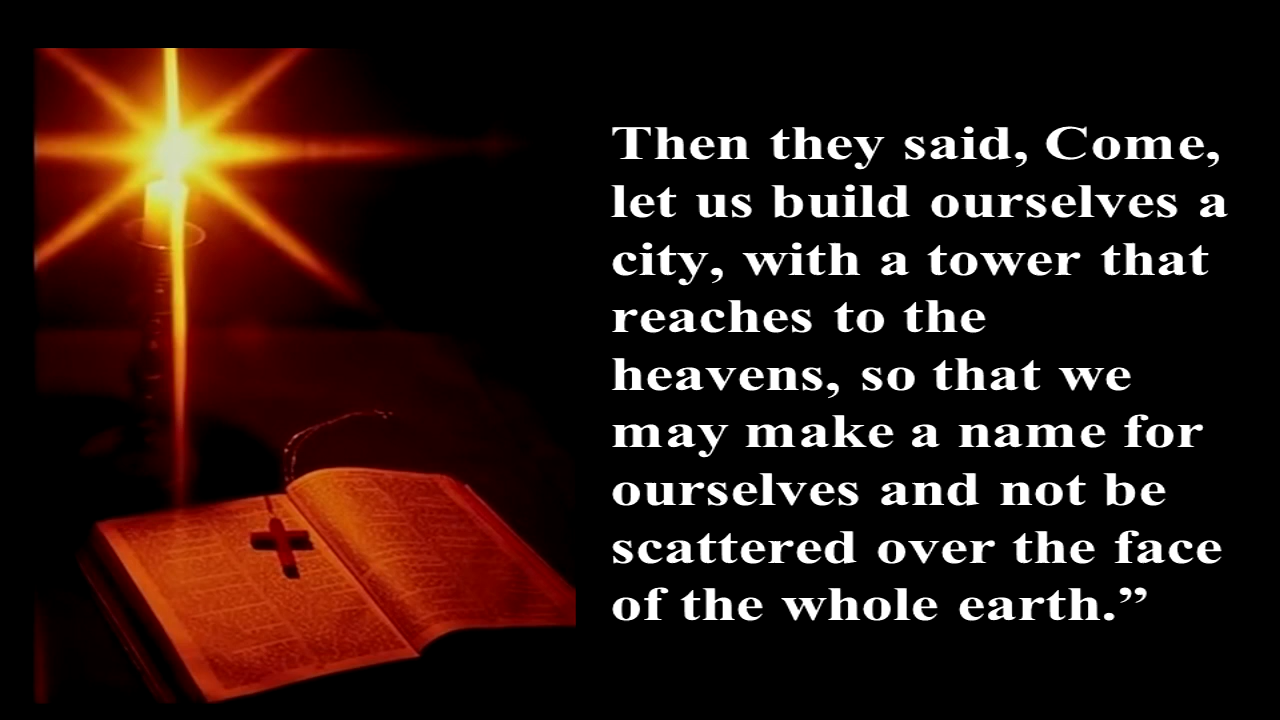 Then they said, Come,
let us build ourselves a
city, with a tower that
reaches to the
heavens, so that we
may make a name for
ourselves and not be
scattered over the face
of the whole earth.”